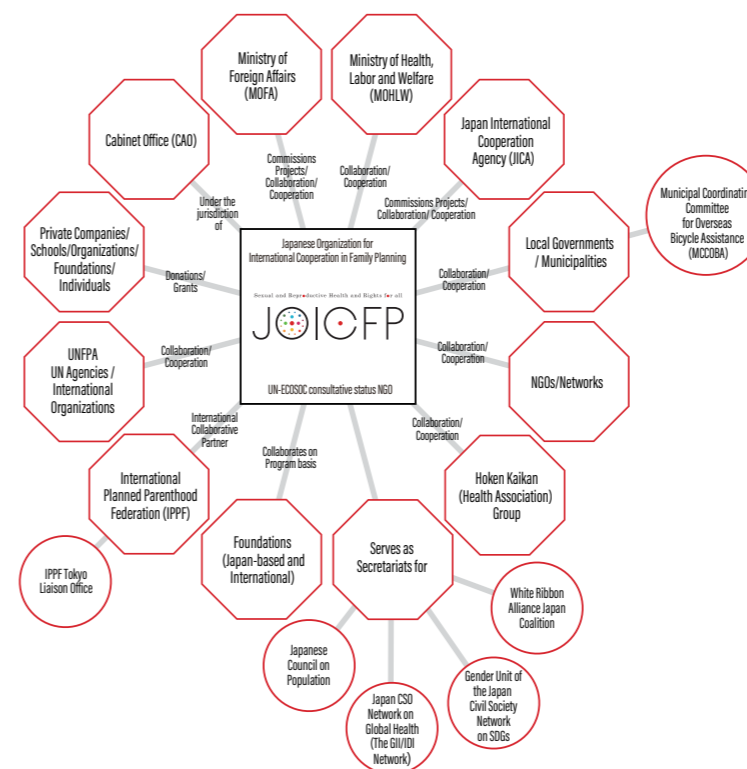 Ministry of
Foreign Affairs
(MOFA)
Ministry of Health,
Labor and Welfare
(MOHLW)
Cabinet Office (CAO)
Japan International
Cooperation
Agency (JICA)
Commissions
Projects/
Collaboration/
Cooperation
Collaboration/
Cooperation
Under the
jurisdiction
of
Commissions Projects/
Collaboration/ Cooperation
Municipal Coordinatin
Committee
for Overseas
Bicycle Assistance
(MCCOBA)
Private Companies/
Schools/Organizations/
Foundations/
Individuals
Donations/
Grants
Japanese Organization for
International Cooperation in Family Planning
Sexual and Reproductive Health and Rights for all
JOICFP
UN-ECOSOC consultative status NGO
Collaboration/
Cooperation
Local Governments
/ Municipalities
UNFPA
UN Agencies /
International
Organizations
Collaboration/
Cooperation
Collaboration/
Cooperation
NGOs/Networks
International
Collaborative
Partner
Collaborates on
Program basis
Collaboration/
Cooperation
International
Planned Parenthood
Federation (IPPF)
Hoken Kaikan
(Health Association)
Group
Foundations
(Japan-based and
International)
Serves as
Secretariats for
IPPF Tokyo
Liaison Office
White Ribbon
Alliance Japan
Coalition
Japanese
Council on
Population
Japan CSO
Network on
Global Health
(The GII/IDI
Network)
Gender Unit of
the Japan
Civil Society
Network
on SDGs